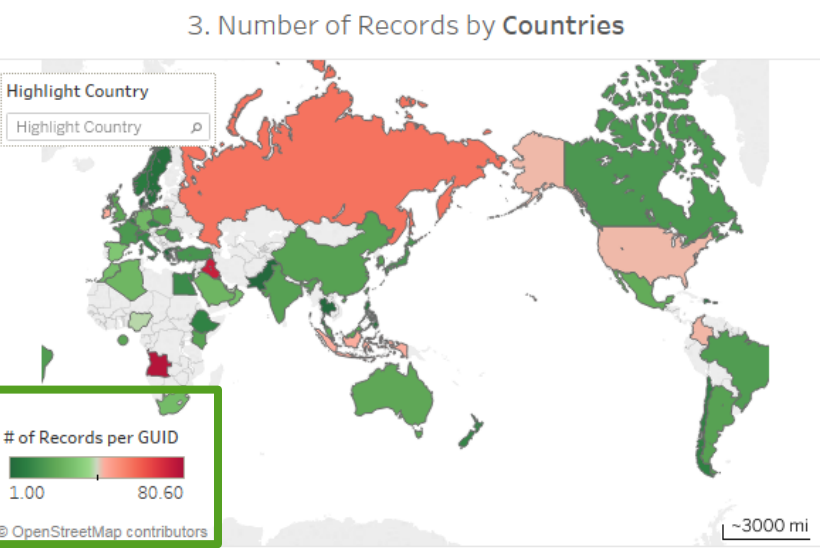 3. Number of Records by Countries
Highlight Country
Highlight Country
# of Records per GUID
1.00 80.60
© OpenStreetMap contributors
~3000 mi